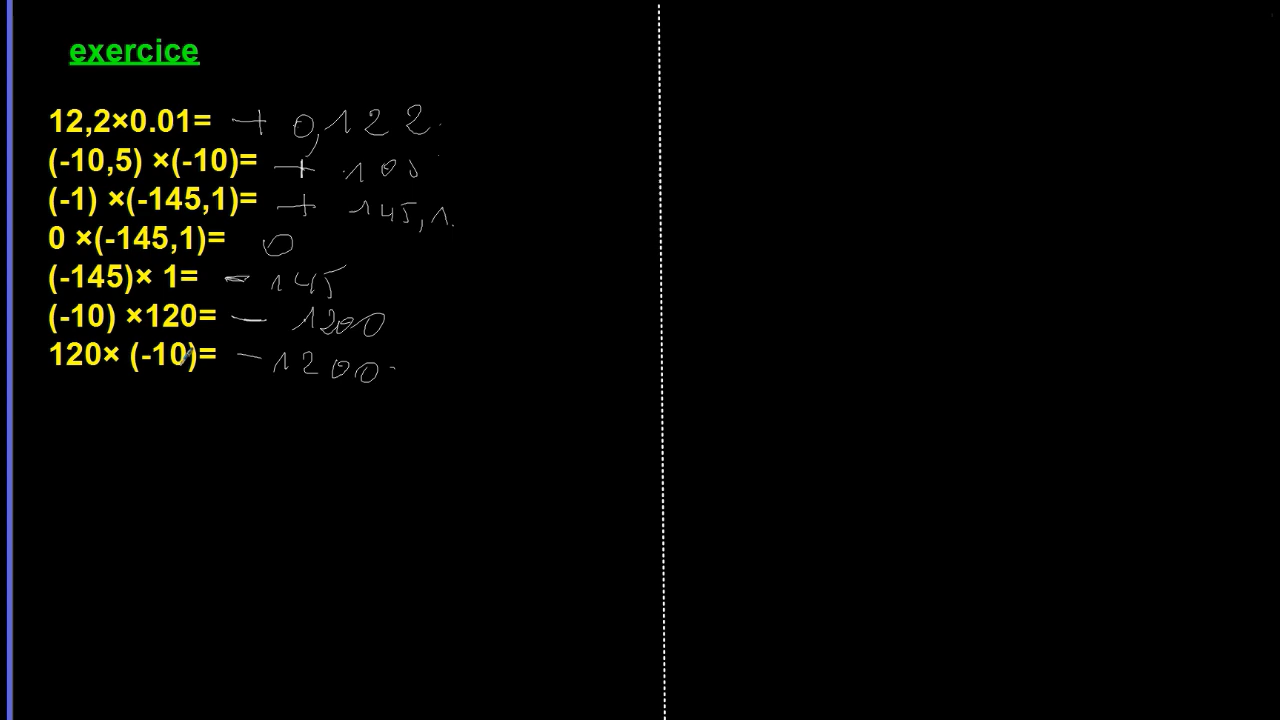 exercice
12,2×0.01= + 0,122
(-10,5) ×(-10)= + 105
(-1) ×(-145,1)= + 145,1
0 ×(-145,1)= 0
(-145)× 1= - 145
(-10) ×120= - 1200
120× (-10)= - 1200